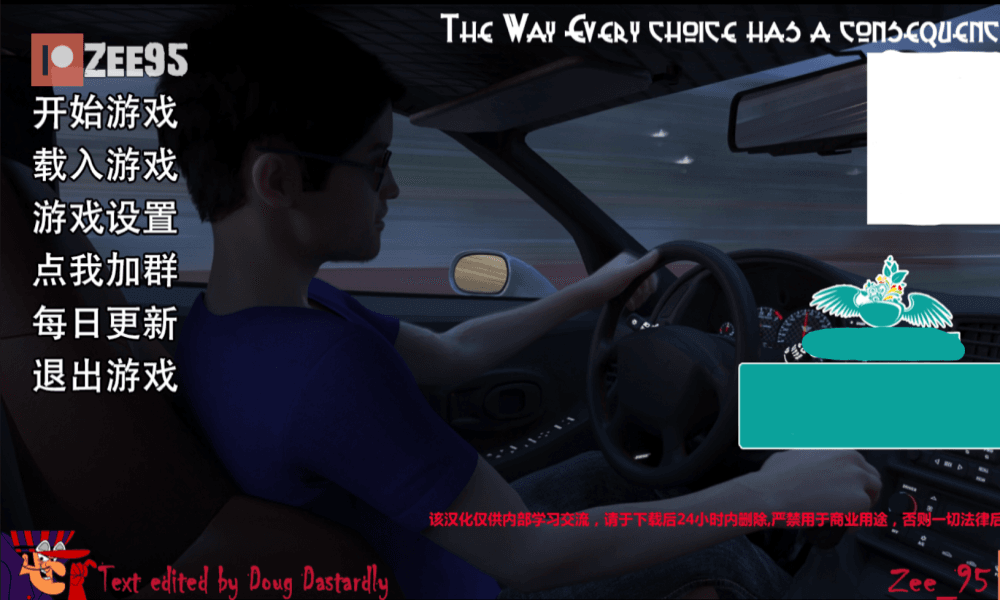 The Way Every choice has a consequenc
Zee95
开始游戏
载入游戏
游戏设置
点我加群
每日更新
退出游戏
该汉化仅供内部学习交流，请于下载后24小时内删除,严禁用于商业用途，否则一切法律后
Text edited by Doug Dastardly
Zee_95